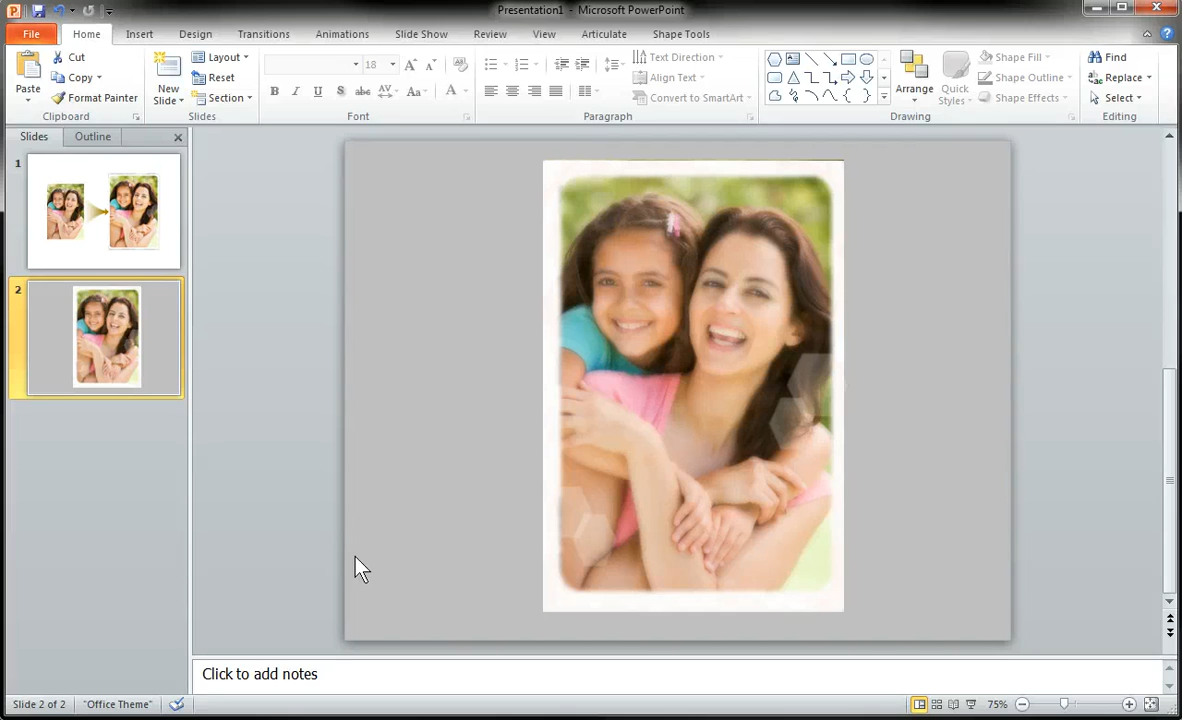 Presentation1 - Microsoft PowerPoint
File Home Insert Design Transitions Animations Slide Show Review View Articulate Shape Tools
Paste
Cut
Copy
Format Painter
Clipboard
New Slide
Layout
Reset
Section
Slides
18
B I U S abc AV Aa A
Font
Text Direction
Align Text
Convert to SmartArt
Paragraph
Arrange
Quick Styles
Shape Fill
Shape Outline
Shape Effects
Drawing
Find
Replace
Select
Editing
Slides Outline
1
2
Click to add notes
Slide 2 of 2 "Office Theme" 75%